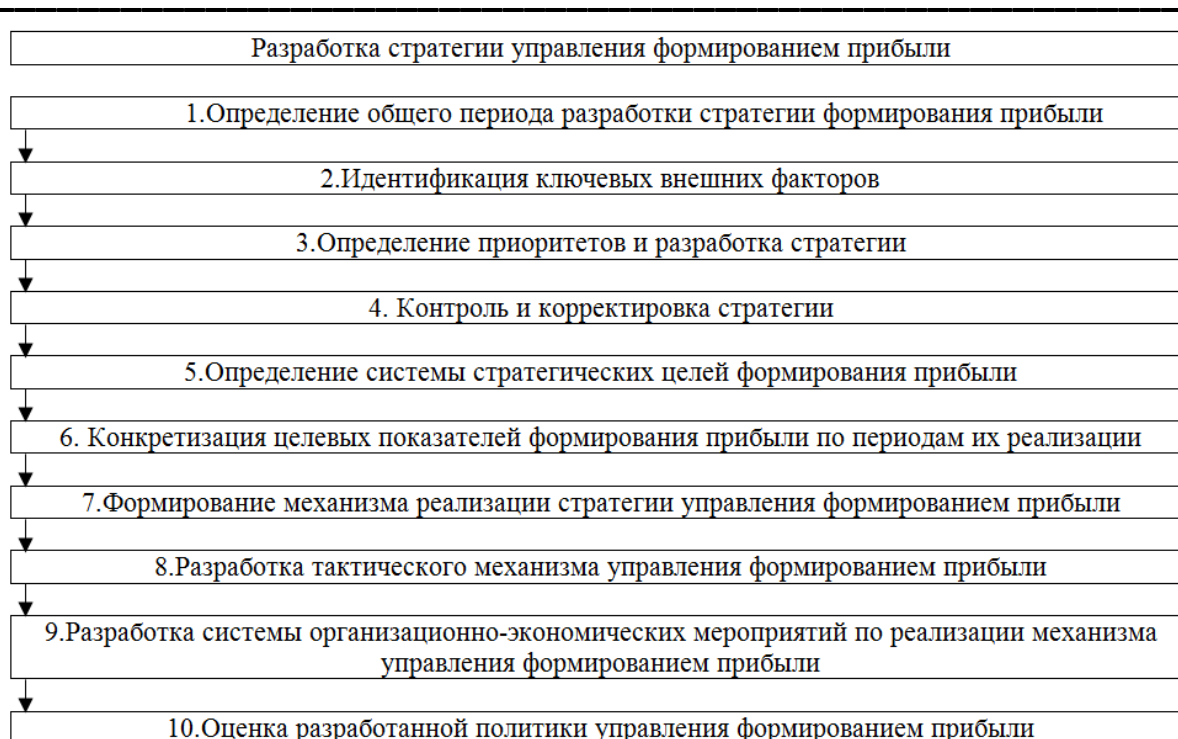 Разработка стратегии управления формированием прибыли
1.Определение общего периода разработки стратегии формирования прибыли
2.Идентификация ключевых внешних факторов
3.Определение приоритетов и разработка стратегии
4. Контроль и корректировка стратегии
5.Определение системы стратегических целей формирования прибыли
6. Конкретизация целевых показателей формирования прибыли по периодам их реализации
7.Формирование механизма реализации стратегии управления формированием прибыли
8.Разработка тактического механизма управления формированием прибыли
9.Разработка системы организационно-экономических мероприятий по реализации механизма
управления формированием прибыли
10.Оценка разработанной политики управления формированием прибыли